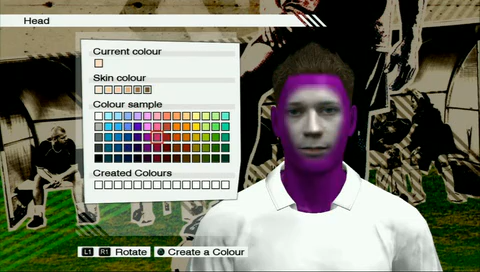 Head
Current colour
Skin colour
Colour sample
Created Colours
L1 R1 Rotate Create a Colour